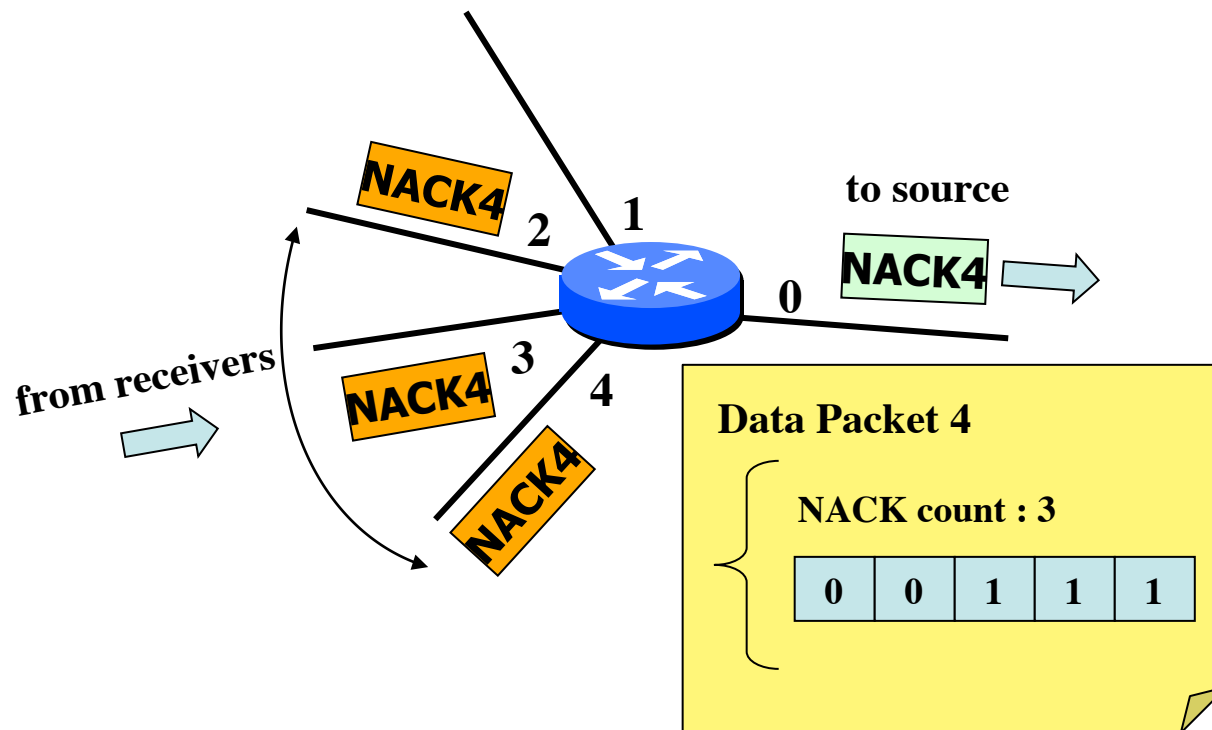 NACK4
1
to source
2
NACK4
0
from receivers
3
NACK4
4
NACK4
Data Packet 4
NACK count : 3
0 0 1 1 1